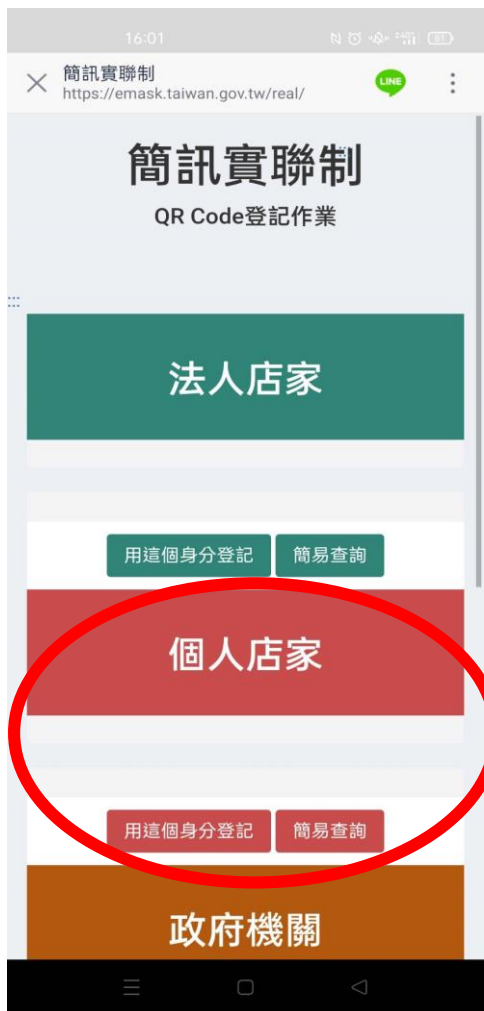 16:01
81
簡訊實聯制
https://emask.taiwan.gov.tw/real/
LINE
簡訊實聯制
QR Code登記作業
法人店家
用這個身分登記 簡易查詢
個人店家
用這個身分登記 簡易查詢
政府機關